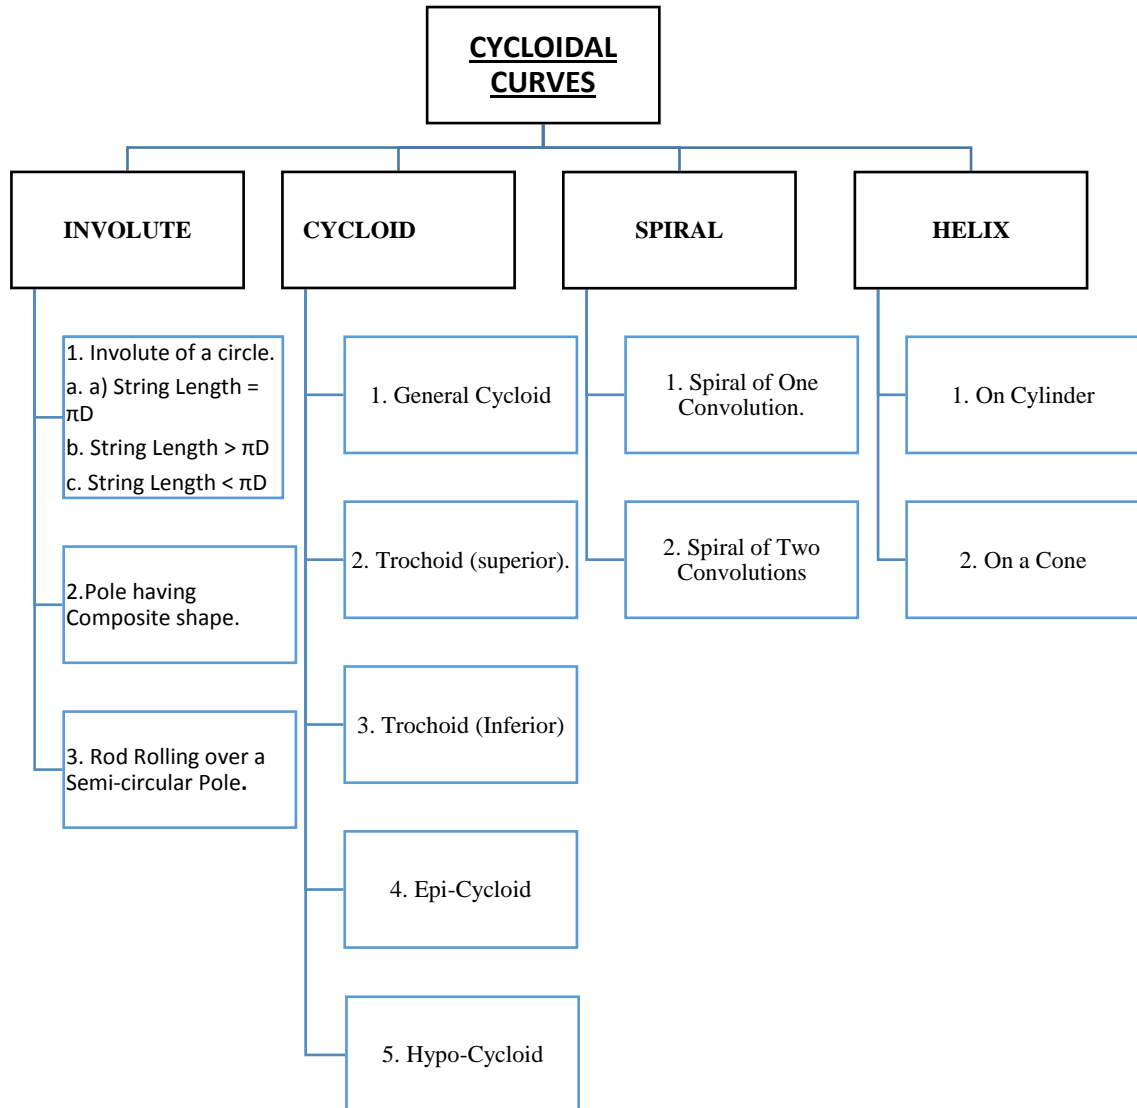 CYCLOIDAL
CURVES
INVOLUTE
CYCLOID
SPIRAL
HELIX
1. Involute of a circle.
a. a) String Length =
πD
b. String Length > πD
c. String Length < πD
2.Pole having
Composite shape.
3. Rod Rolling over a
Semi-circular Pole.
1. General Cycloid
2. Trochoid (superior).
3. Trochoid (Inferior)
4. Epi-Cycloid
5. Hypo-Cycloid
1. Spiral of One
Convolution.
2. Spiral of Two
Convolutions
1. On Cylinder
2. On a Cone